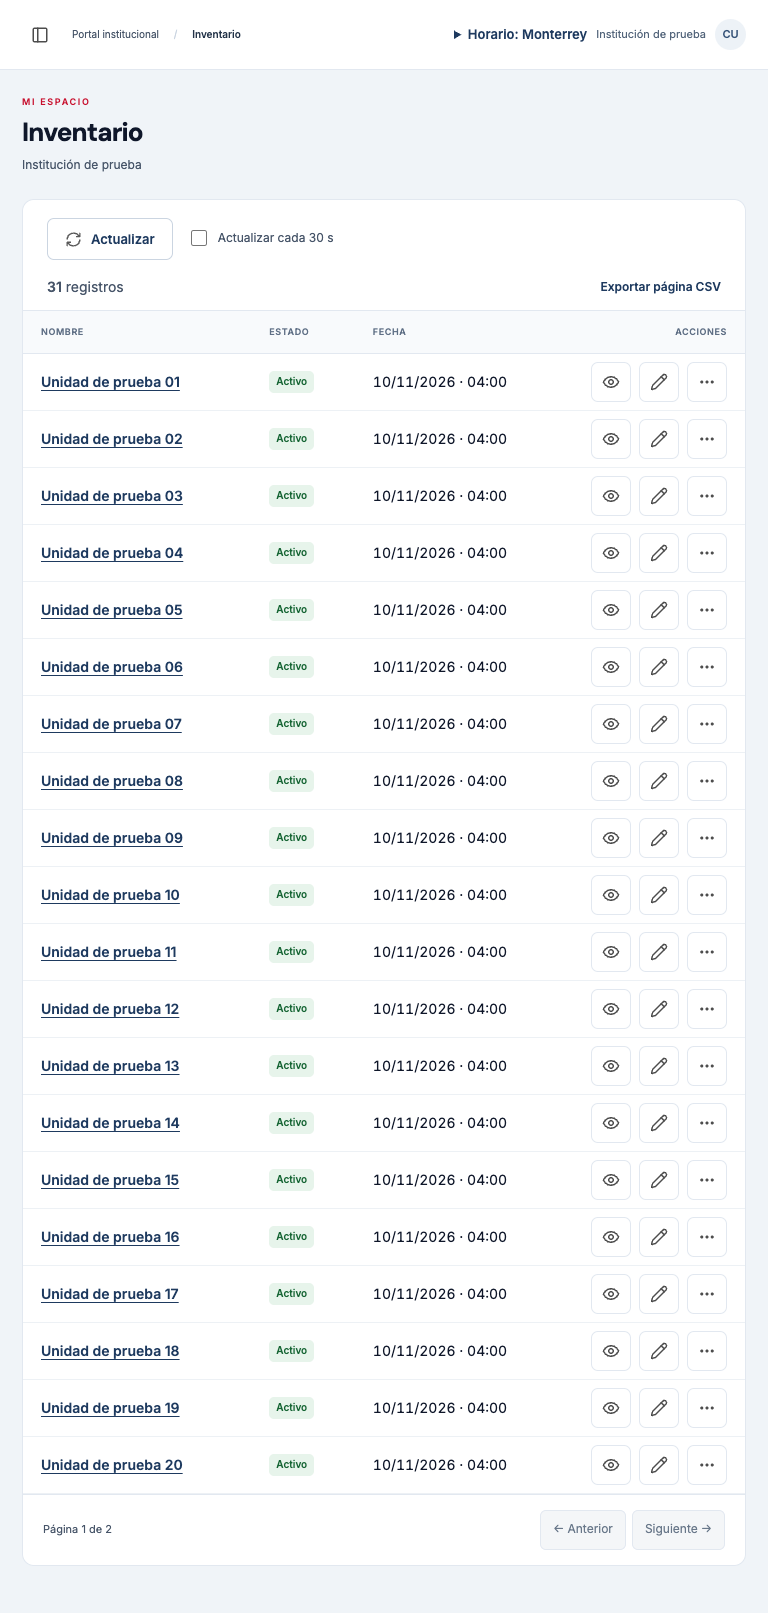 Portal institucional / Inventario
Horario: Monterrey Institución de prueba CU
MI ESPACIO
Inventario
Institución de prueba
Actualizar Actualizar cada 30 s
31 registros Exportar página CSV
NOMBRE ESTADO FECHA ACCIONES
Unidad de prueba 01 Activo 10/11/2026 · 04:00
Unidad de prueba 02 Activo 10/11/2026 · 04:00
Unidad de prueba 03 Activo 10/11/2026 · 04:00
Unidad de prueba 04 Activo 10/11/2026 · 04:00
Unidad de prueba 05 Activo 10/11/2026 · 04:00
Unidad de prueba 06 Activo 10/11/2026 · 04:00
Unidad de prueba 07 Activo 10/11/2026 · 04:00
Unidad de prueba 08 Activo 10/11/2026 · 04:00
Unidad de prueba 09 Activo 10/11/2026 · 04:00
Unidad de prueba 10 Activo 10/11/2026 · 04:00
Unidad de prueba 11 Activo 10/11/2026 · 04:00
Unidad de prueba 12 Activo 10/11/2026 · 04:00
Unidad de prueba 13 Activo 10/11/2026 · 04:00
Unidad de prueba 14 Activo 10/11/2026 · 04:00
Unidad de prueba 15 Activo 10/11/2026 · 04:00
Unidad de prueba 16 Activo 10/11/2026 · 04:00
Unidad de prueba 17 Activo 10/11/2026 · 04:00
Unidad de prueba 18 Activo 10/11/2026 · 04:00
Unidad de prueba 19 Activo 10/11/2026 · 04:00
Unidad de prueba 20 Activo 10/11/2026 · 04:00
Página 1 de 2 ← Anterior Siguiente →